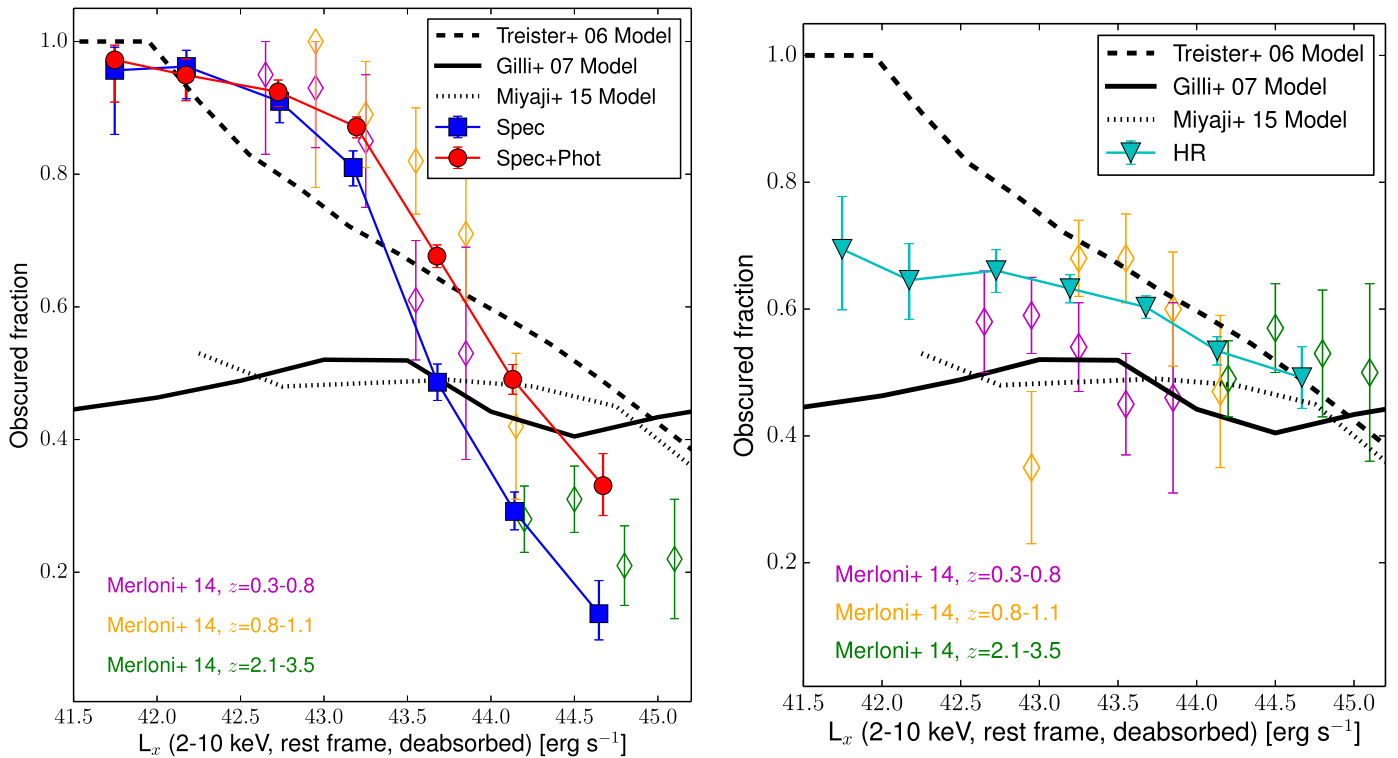 Treister+ 06 Model
Gilli+ 07 Model
Miyaji+ 15 Model
Spec
Spec+Phot
1.0
0.8
0.6
0.4
0.2
Obscured fraction
Merloni+ 14, z=0.3-0.8
Merloni+ 14, z=0.8-1.1
Merloni+ 14, z=2.1-3.5
41.5 42.0 42.5 43.0 43.5 44.0 44.5 45.0
Lx (2-10 keV, rest frame, deabsorbed) [erg s−1]
Treister+ 06 Model
Gilli+ 07 Model
Miyaji+ 15 Model
HR
1.0
0.8
0.6
0.4
0.2
Obscured fraction
Merloni+ 14, z=0.3-0.8
Merloni+ 14, z=0.8-1.1
Merloni+ 14, z=2.1-3.5
41.5 42.0 42.5 43.0 43.5 44.0 44.5 45.0
Lx (2-10 keV, rest frame, deabsorbed) [erg s−1]